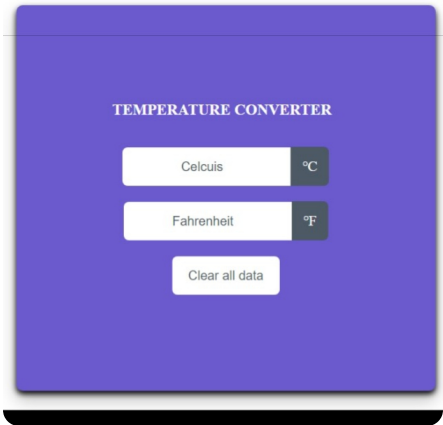 TEMPERATURE CONVERTER
Celcuis °C
Fahrenheit °F
Clear all data